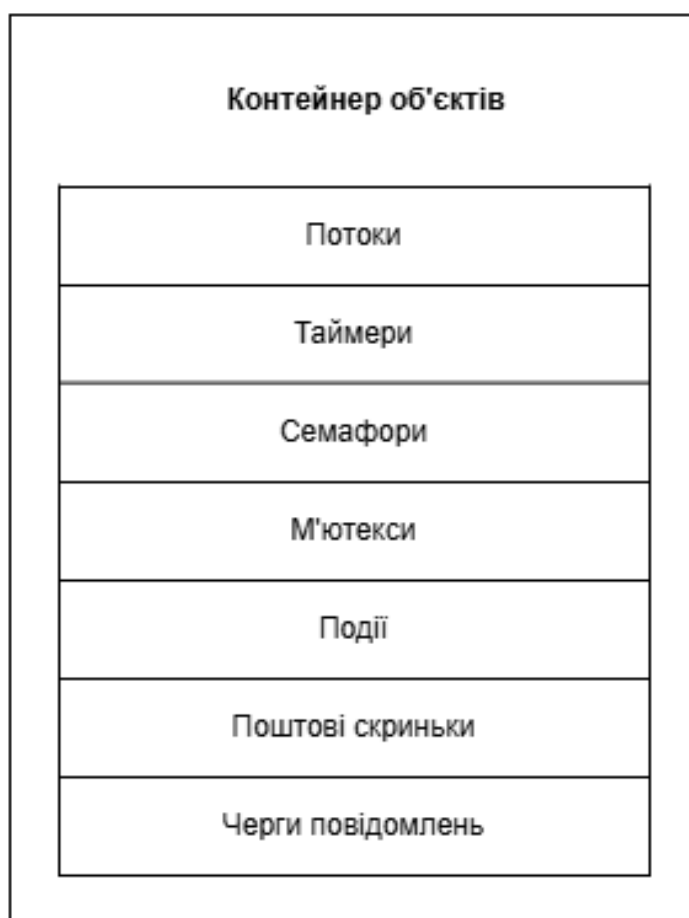 Контейнер об'єктів
Потоки
Таймери
Семафори
М'ютекси
Події
Поштові скриньки
Черги повідомлень